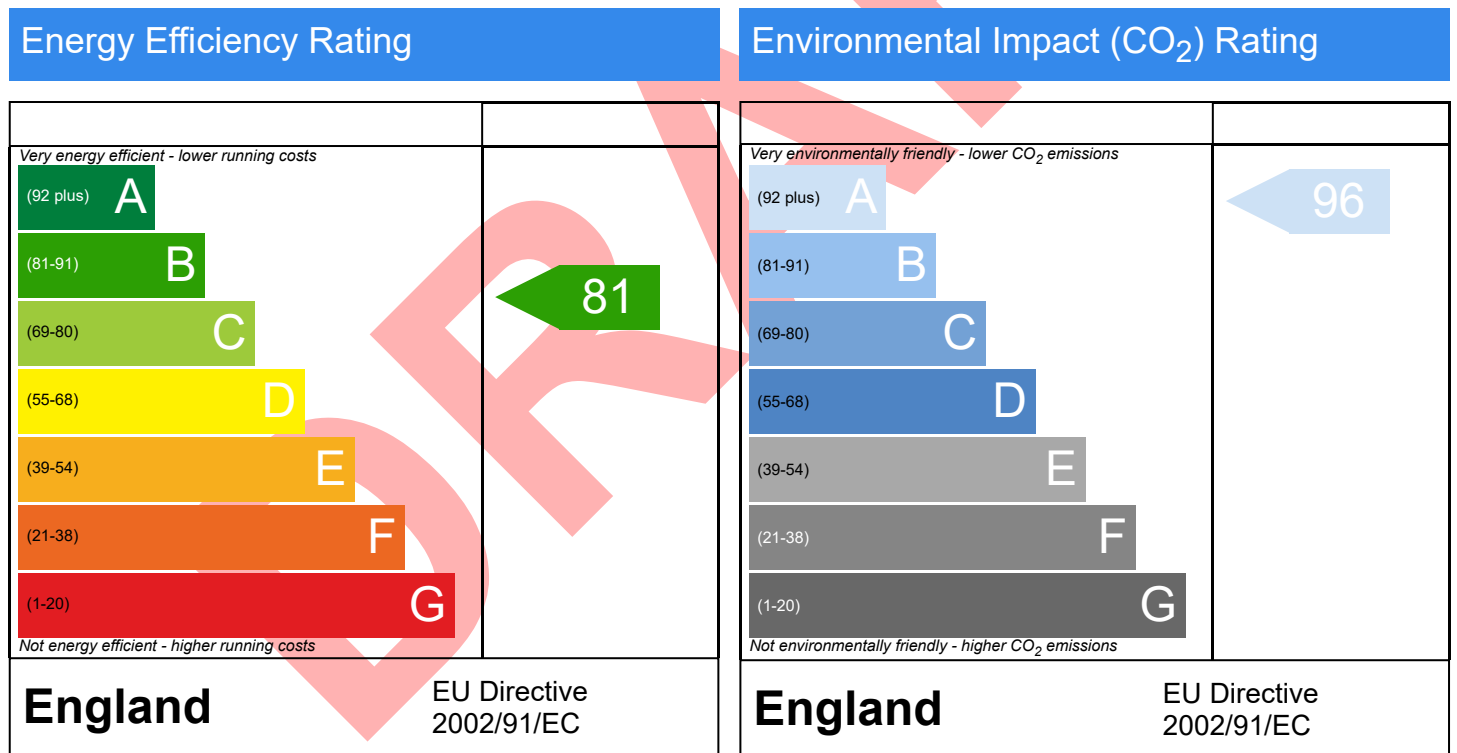 Energy Efficiency Rating
Very energy efficient - lower running costs
(92 plus) A
(81-91) B
(69-80) C
(55-68) D
(39-54) E
(21-38) F
(1-20) G
Not energy efficient - higher running costs
81
England
EU Directive
2002/91/EC
Environmental Impact (CO₂) Rating
Very environmentally friendly - lower CO₂ emissions
(92 plus) A
(81-91) B
(69-80) C
(55-68) D
(39-54) E
(21-38) F
(1-20) G
Not environmentally friendly - higher CO₂ emissions
96
England
EU Directive
2002/91/EC